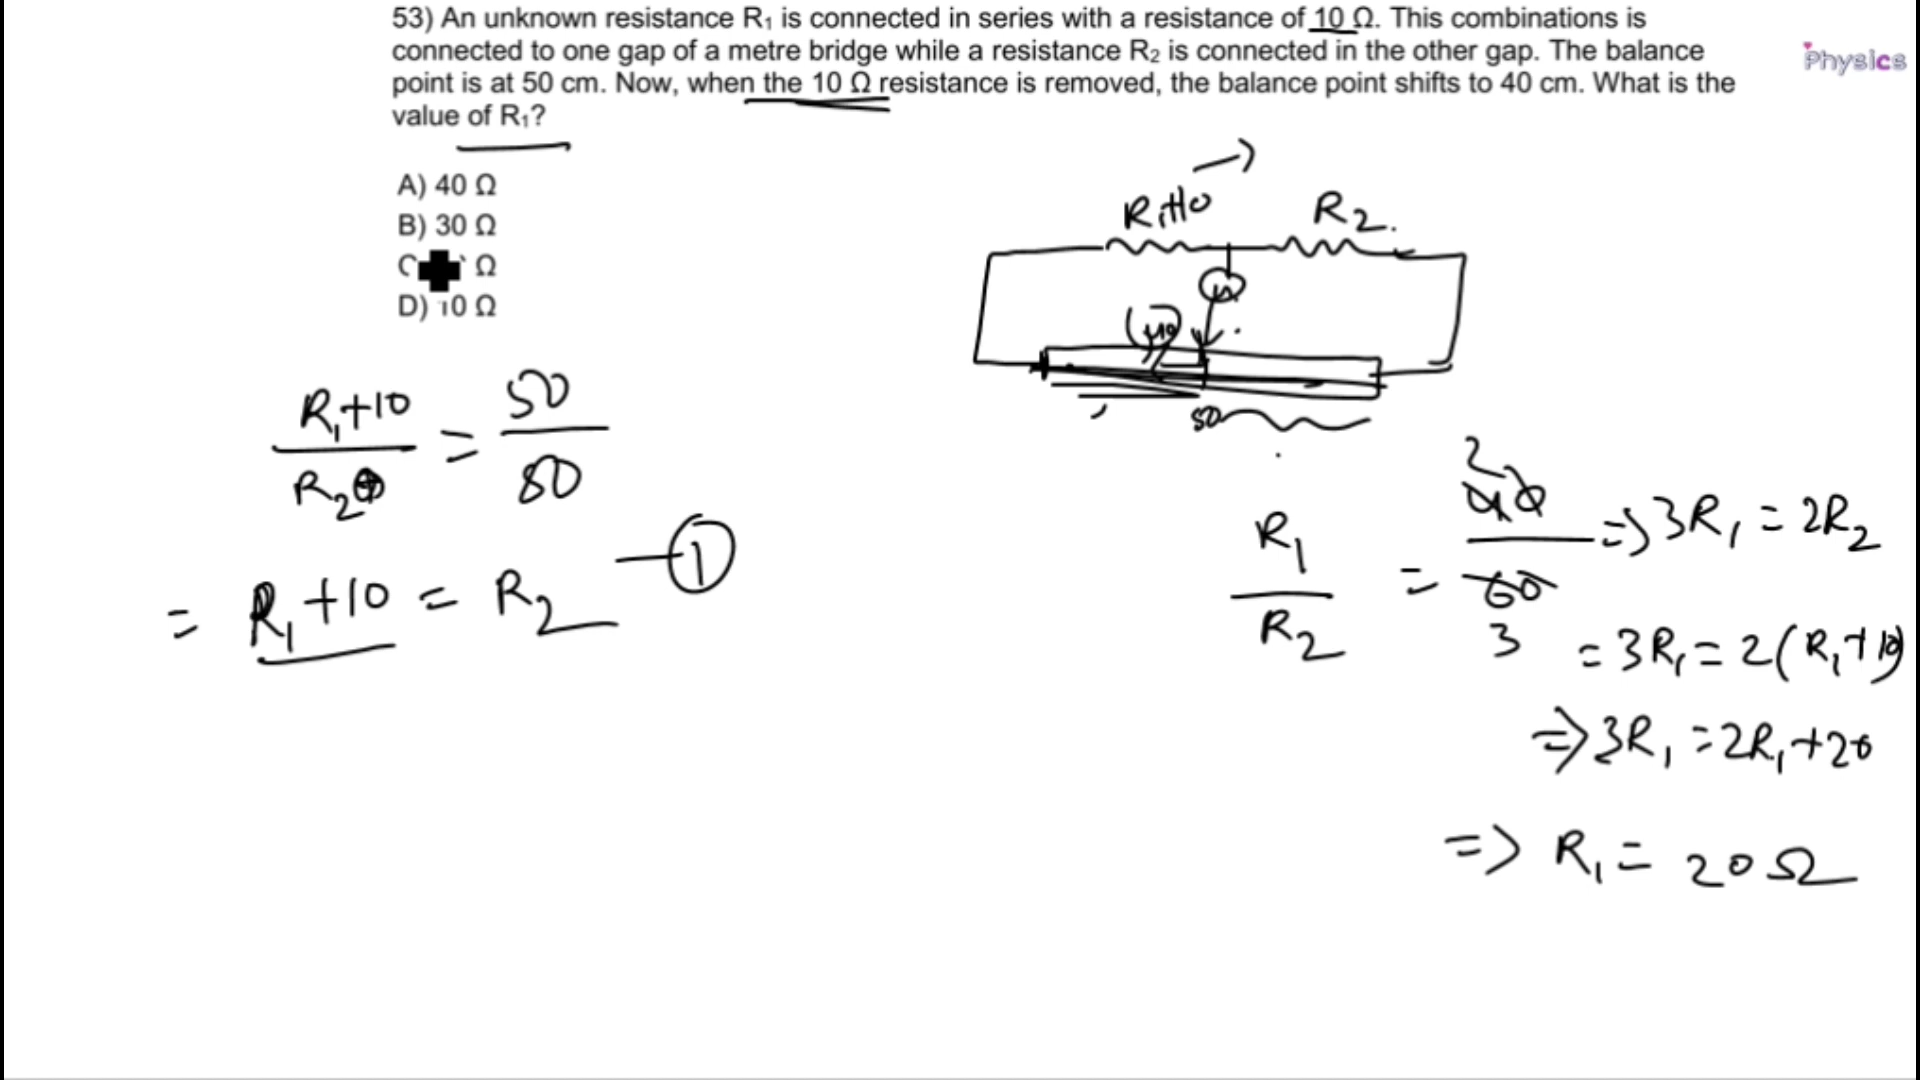 53) An unknown resistance R₁ is connected in series with a resistance of 10 Ω. This combinations is
connected to one gap of a metre bridge while a resistance R₂ is connected in the other gap. The balance
point is at 50 cm. Now, when the 10 Ω resistance is removed, the balance point shifts to 40 cm. What is the
value of R₁?
Physics
A) 40 Ω
B) 30 Ω
C Ω
D) 10 Ω
R₁+10 R₂
(40)
50
R₁+10 / R₂ = 50 / 50
= R₁+10 = R₂ —①
R₁ / R₂ = 40 / 60 => 3R₁ = 2R₂
2
3
= 3R₁ = 2(R₁+10)
=> 3R₁ = 2R₁+20
=> R₁ = 20 Ω